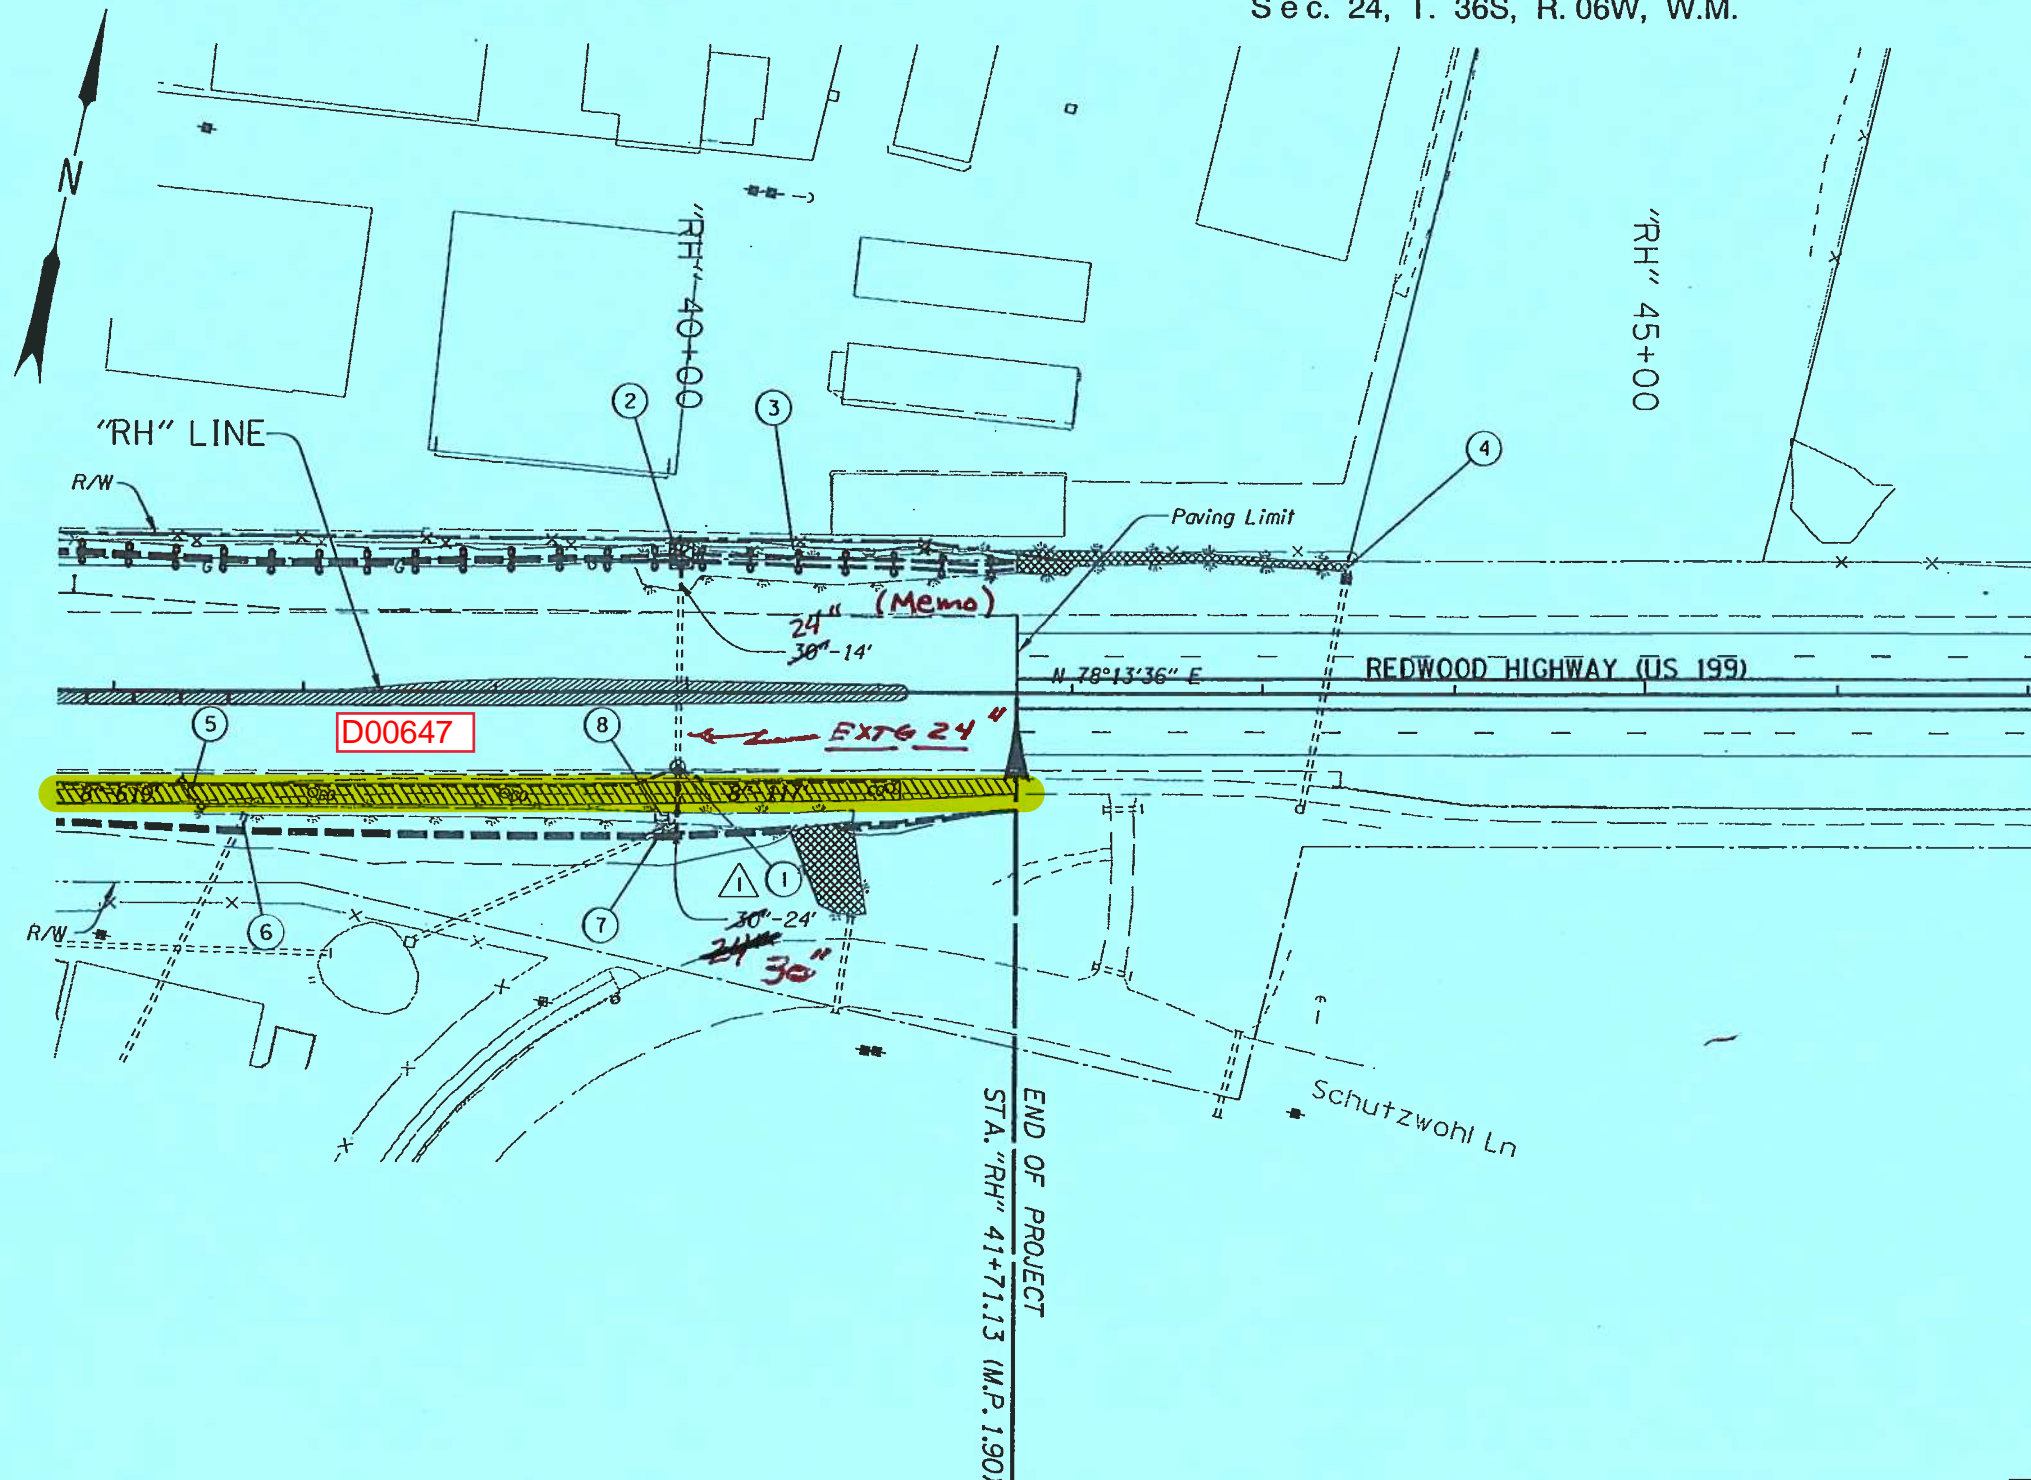 Sec. 24, T. 36S, R. 06W, W.M.
N
"RH" 40+00
"RH" 45+00
2
3
4
"RH" LINE
R/W
Paving Limit
(Memo)
24"
30"-14'
N 78°13'36" E
REDWOOD HIGHWAY (US 199)
5
D00647
8
EXTG 24"
1
1
6
7
30"-24'
R/W
30"
Schutzwohl Ln
END OF PROJECT
STA. "RH" 41+71.13 (M.P. 1.90)